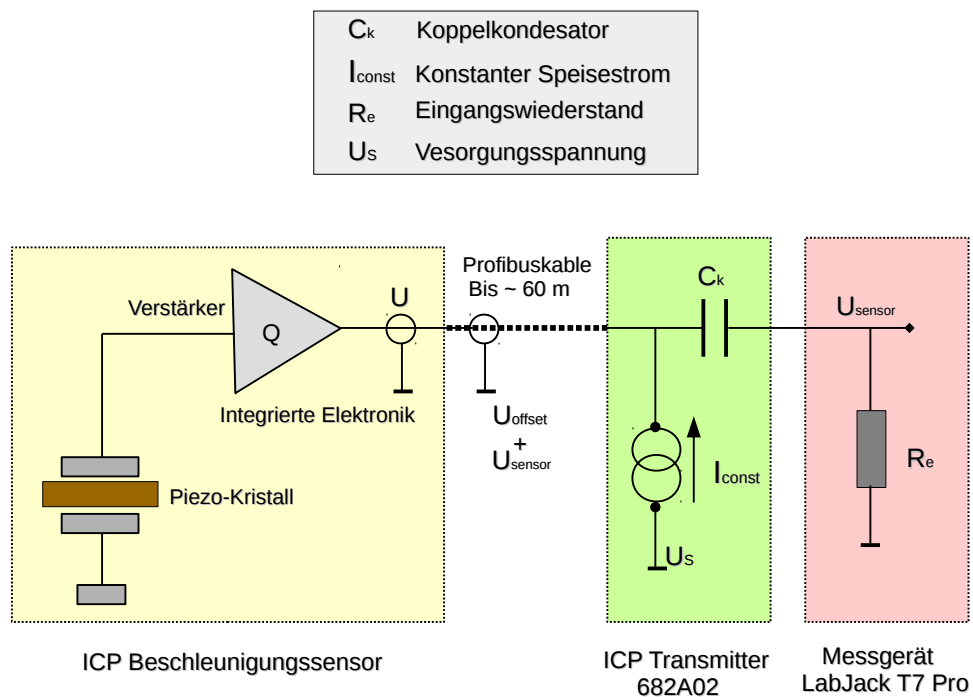 Ck Koppelkondesator
Iconst Konstanter Speisestrom
Re Eingangswiederstand
US Vesorgungsspannung
Verstärker
Q
U
Integrierte Elektronik
Piezo-Kristall
Profibuskable
Bis ~ 60 m
Uoffset
+
Usensor
Ck
Iconst
US
Usensor
Re
ICP Beschleunigungssensor
ICP Transmitter
682A02
Messgerät
LabJack T7 Pro